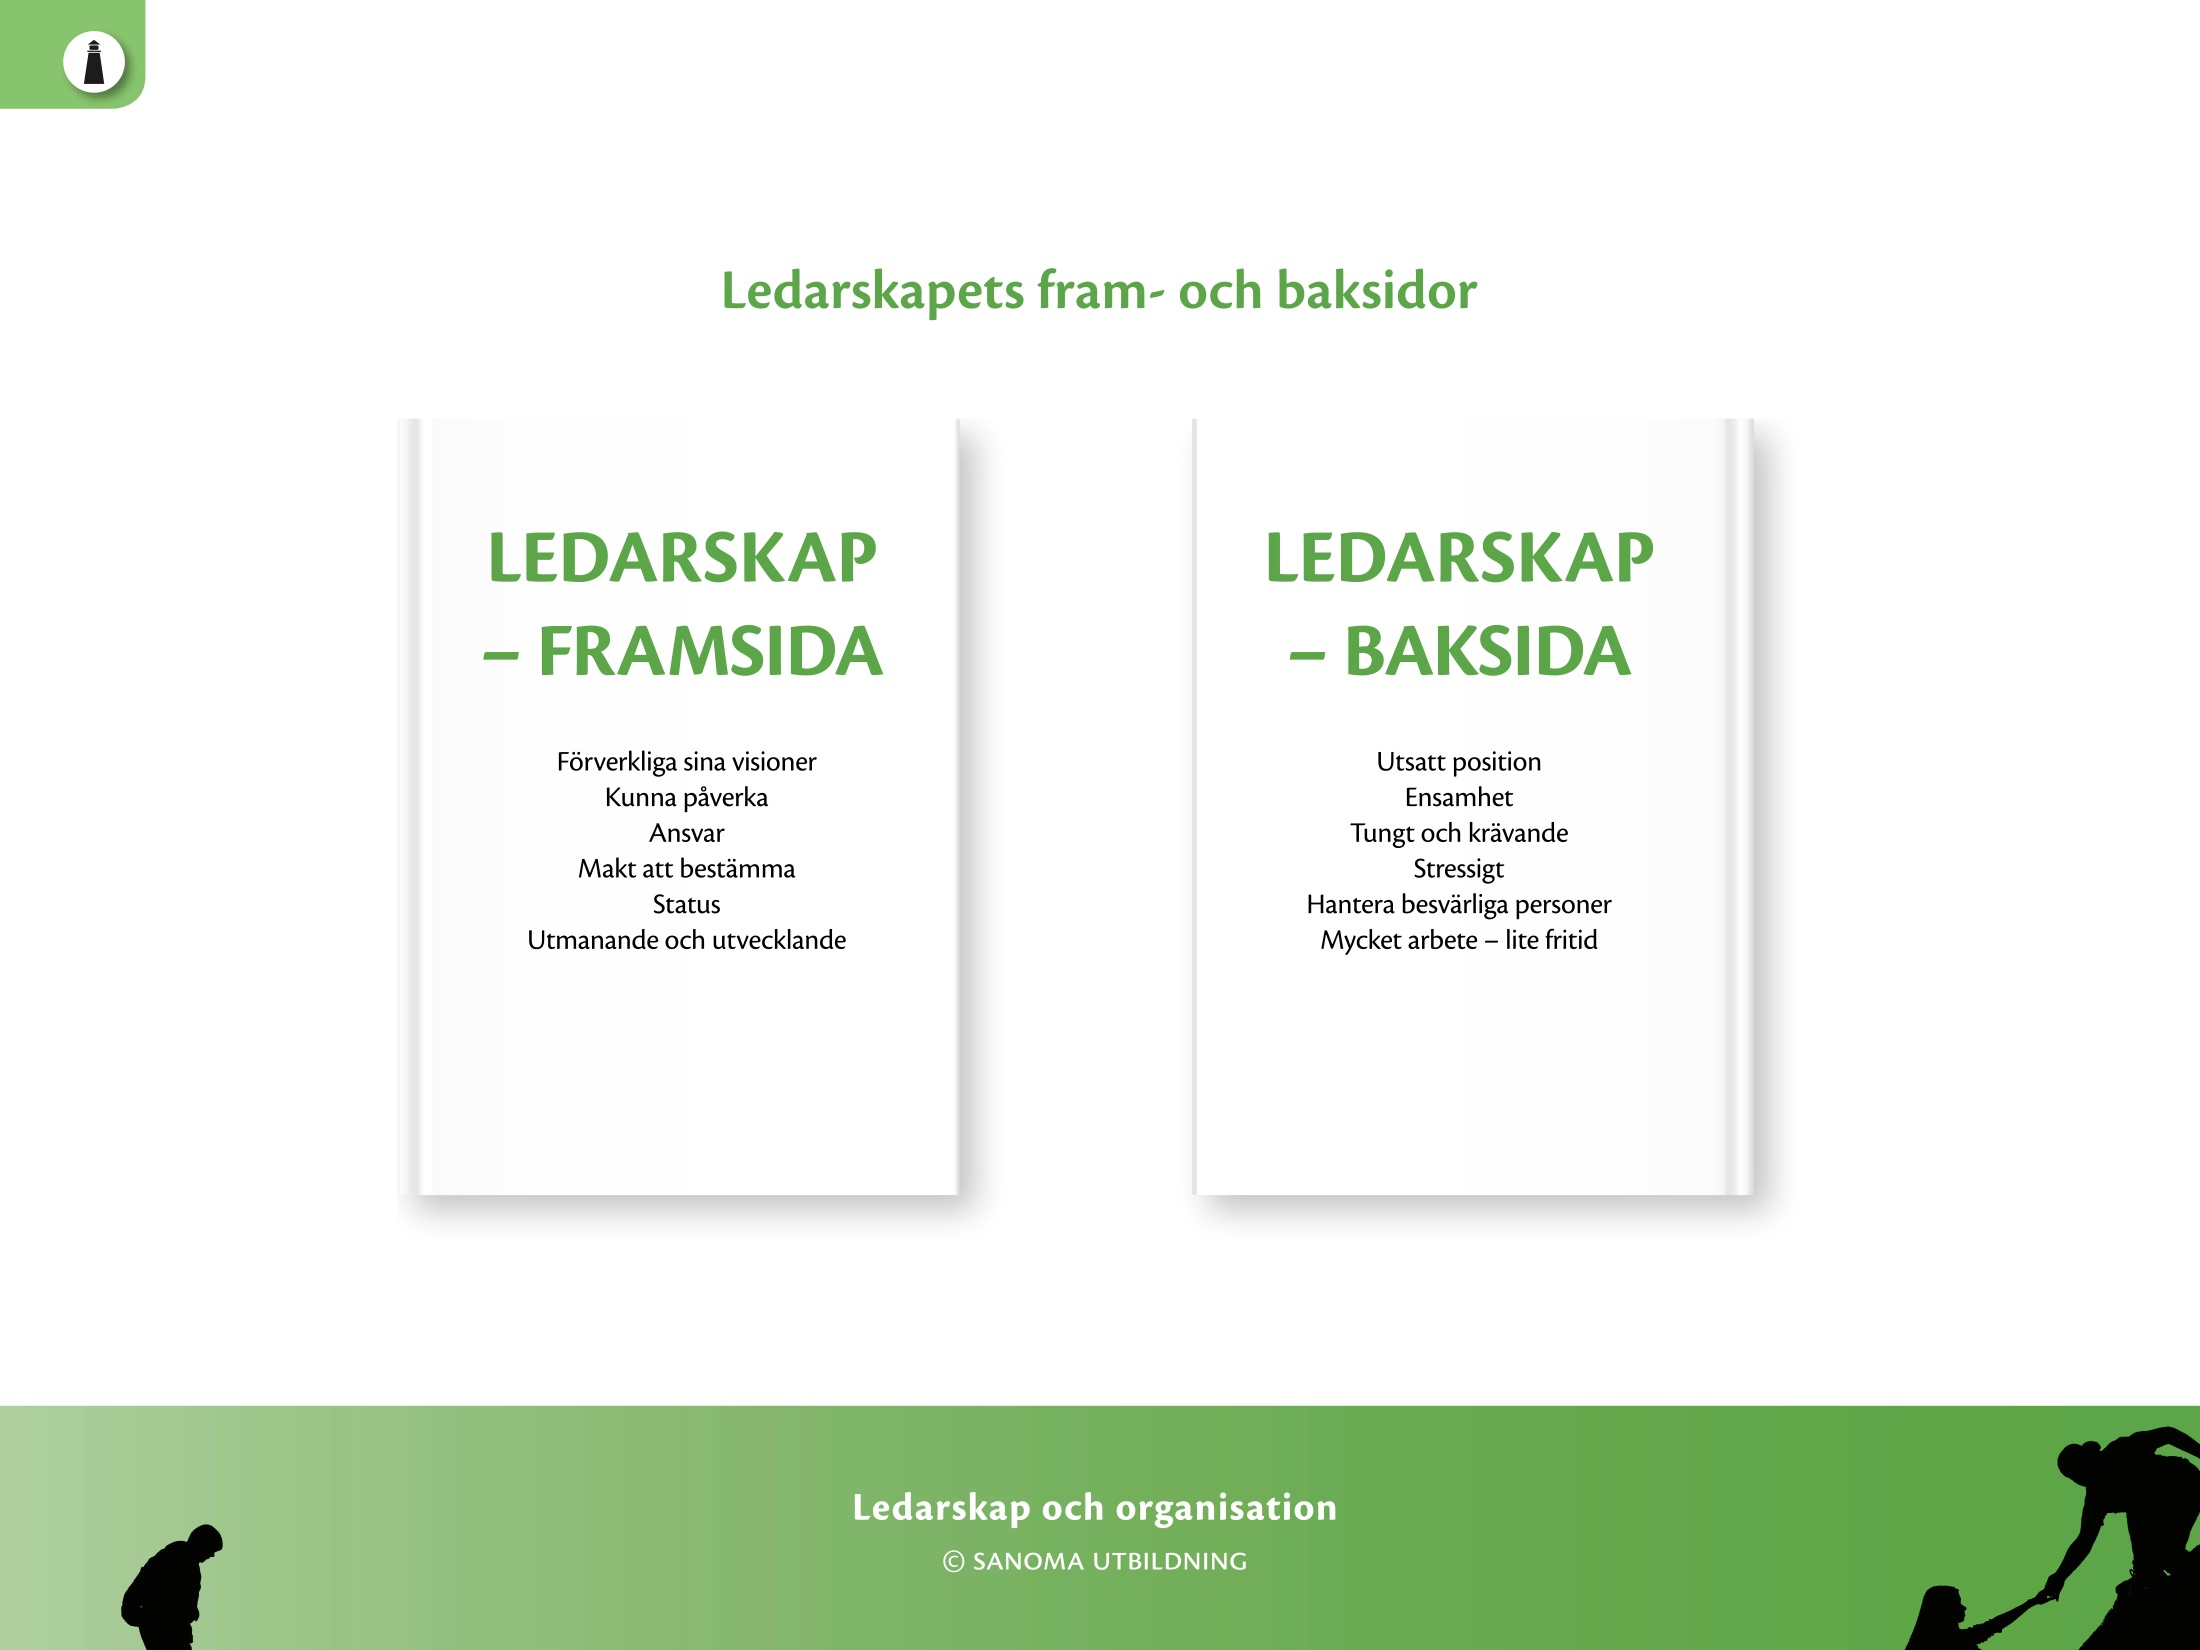 Ledarskapets fram- och baksidor
LEDARSKAP
– FRAMSIDA
Förverkliga sina visioner
Kunna påverka
Ansvar
Makt att bestämma
Status
Utmanande och utvecklande
LEDARSKAP
– BAKSIDA
Utsatt position
Ensamhet
Tungt och krävande
Stressigt
Hantera besvärliga personer
Mycket arbete – lite fritid
Ledarskap och organisation
© SANOMA UTBILDNING